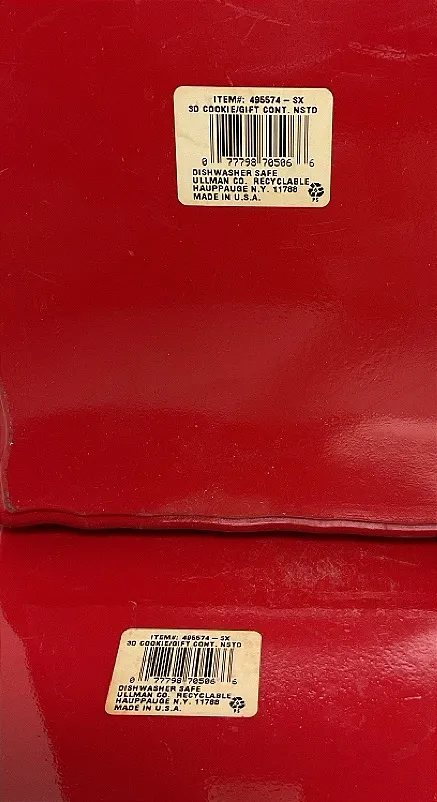 ITEM#: 495574 – SX
3D COOKIE/GIFT CONT. NSTD
0 77798 70506 6
DISHWASHER SAFE
ULLMAN CO. RECYCLABLE
HAUPPAUGE N.Y. 11788
MADE IN U.S.A.
PS
ITEM#: 495574 – SX
3D COOKIE/GIFT CONT. NSTD
0 77798 70506 6
DISHWASHER SAFE
ULLMAN CO. RECYCLABLE
HAUPPAUGE N.Y. 11788
MADE IN U.S.A.
PS